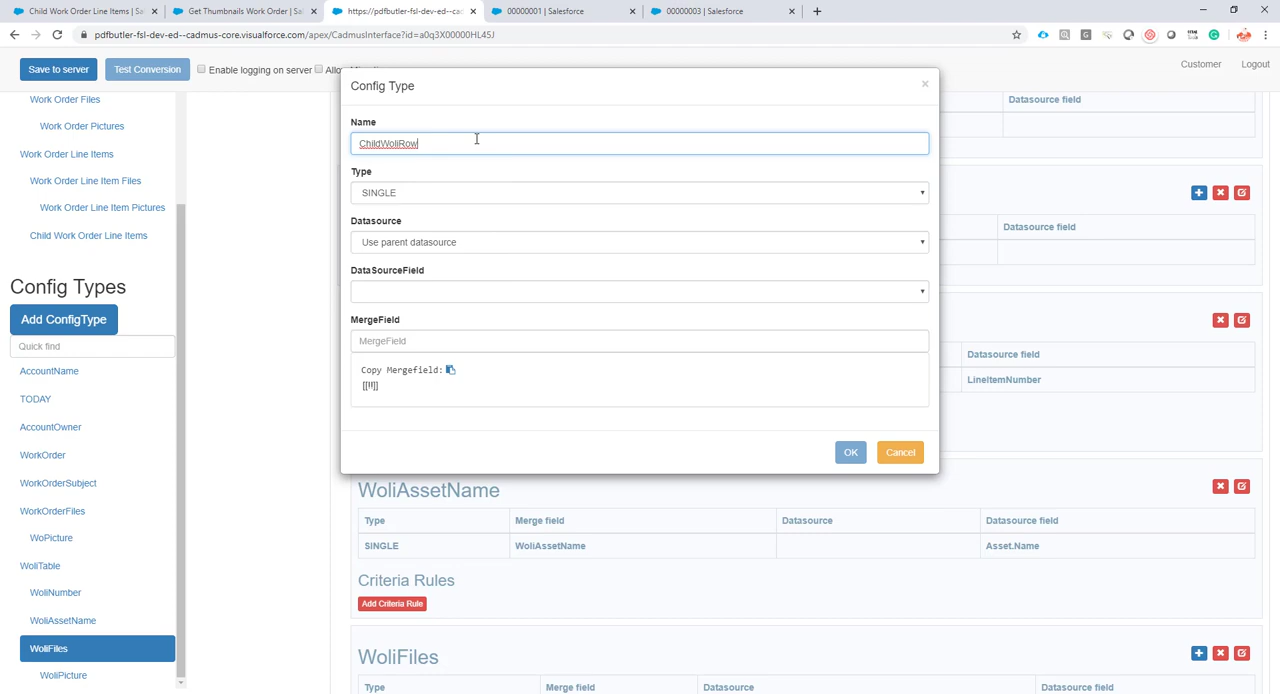 Child Work Order Line Items | Sa
Get Thumbnails Work Order | Sa
https://pdfbutler-fsl-dev-ed--ca
00000001 | Salesforce
00000003 | Salesforce
pdfbutler-fsl-dev-ed--cadmus-core.visualforce.com/apex/CadmusInterface?id=a0q3X00000HL45J
Save to server
Test Conversion
Enable logging on server
Customer
Logout
Work Order Files
Work Order Pictures
Work Order Line Items
Work Order Line Item Files
Work Order Line Item Pictures
Child Work Order Line Items
Config Types
Add ConfigType
Quick find
AccountName
TODAY
AccountOwner
WorkOrder
WorkOrderSubject
WorkOrderFiles
WoPicture
WoliTable
WoliNumber
WoliAssetName
WoliFiles
WoliPicture
Config Type
×
Name
ChildWoliRow
Type
SINGLE
Datasource
Use parent datasource
DataSourceField
MergeField
MergeField
Copy Mergefield:
[[!!]]
OK
Cancel
Datasource field
Datasource field
Datasource field
LineItemNumber
WoliAssetName
Type
Merge field
Datasource
Datasource field
SINGLE
WoliAssetName
Asset.Name
Criteria Rules
Add Criteria Rule
WoliFiles
Type
Merge field
Datasource
Datasource field